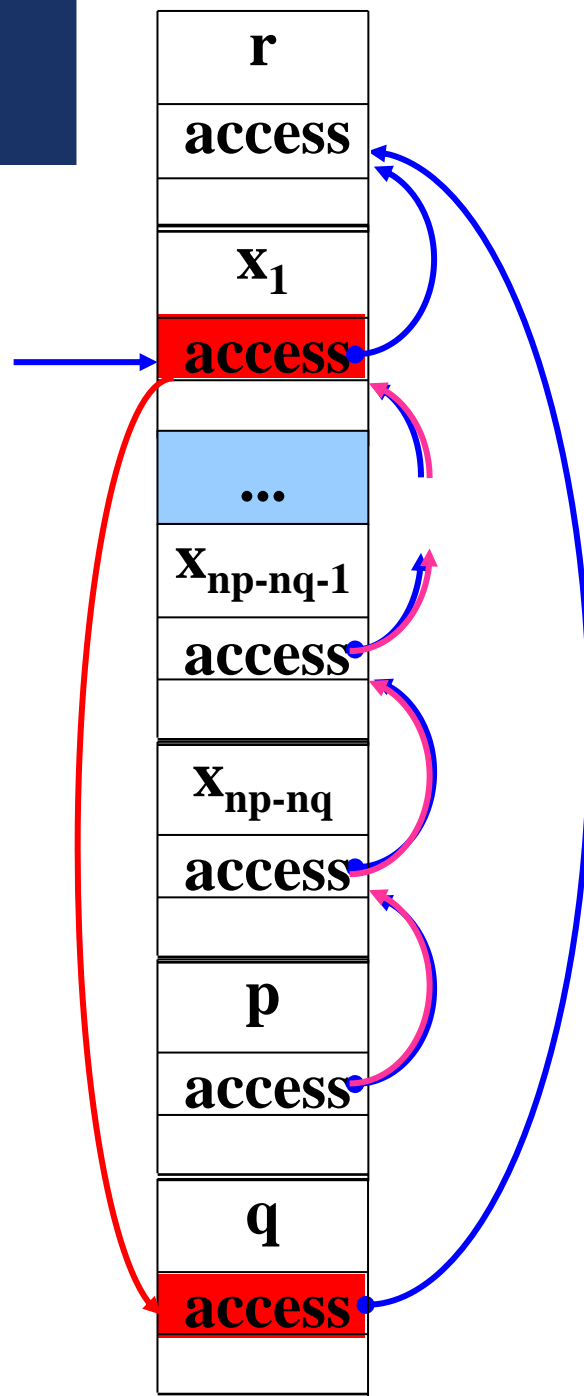 r
access
x₁
access
...
xₙₚ₋ₙq₋₁
access
xₙₚ₋ₙq
access
p
access
q
access